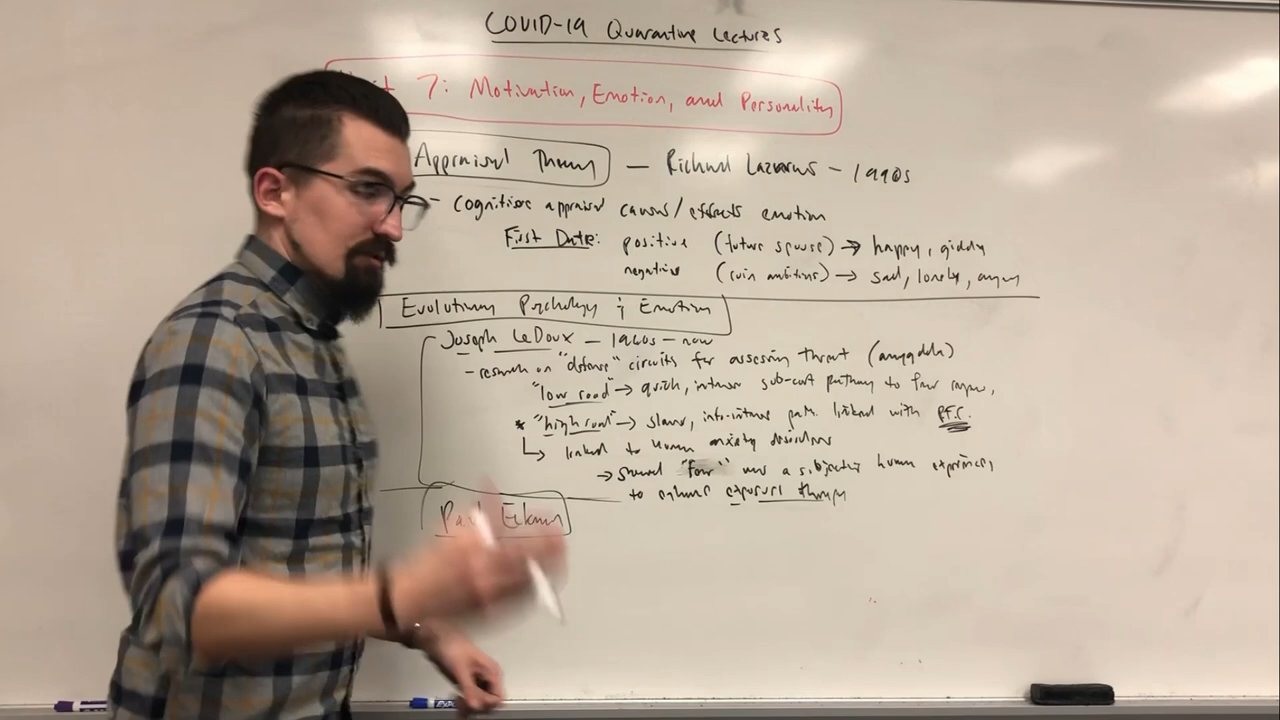 COVID-19 Quarantine Lectures
7: Motivation, Emotion, and Personality
Appraisal Theory — Richard Lazarus - 1990s
- cognitive appraisal causes/effects emotion
First Date: positive (future spouse) → happy, giddy
negative (ruin ambitions) → sad, lonely, angry
Evolutionary Psychology & Emotion
Joseph LeDoux - 1960s - now
- research on "defense" circuits for assessing threat (amygdala)
"low road" → quick, intense sub-cort pathway to fear response,
* "high road" → slower, info-intense path linked with P.F.C.
↳ linked to human anxiety disorders
→ showed "fear" was a subjective human experience,
to enhance exposure therapy
Paul Ekman
EXPO